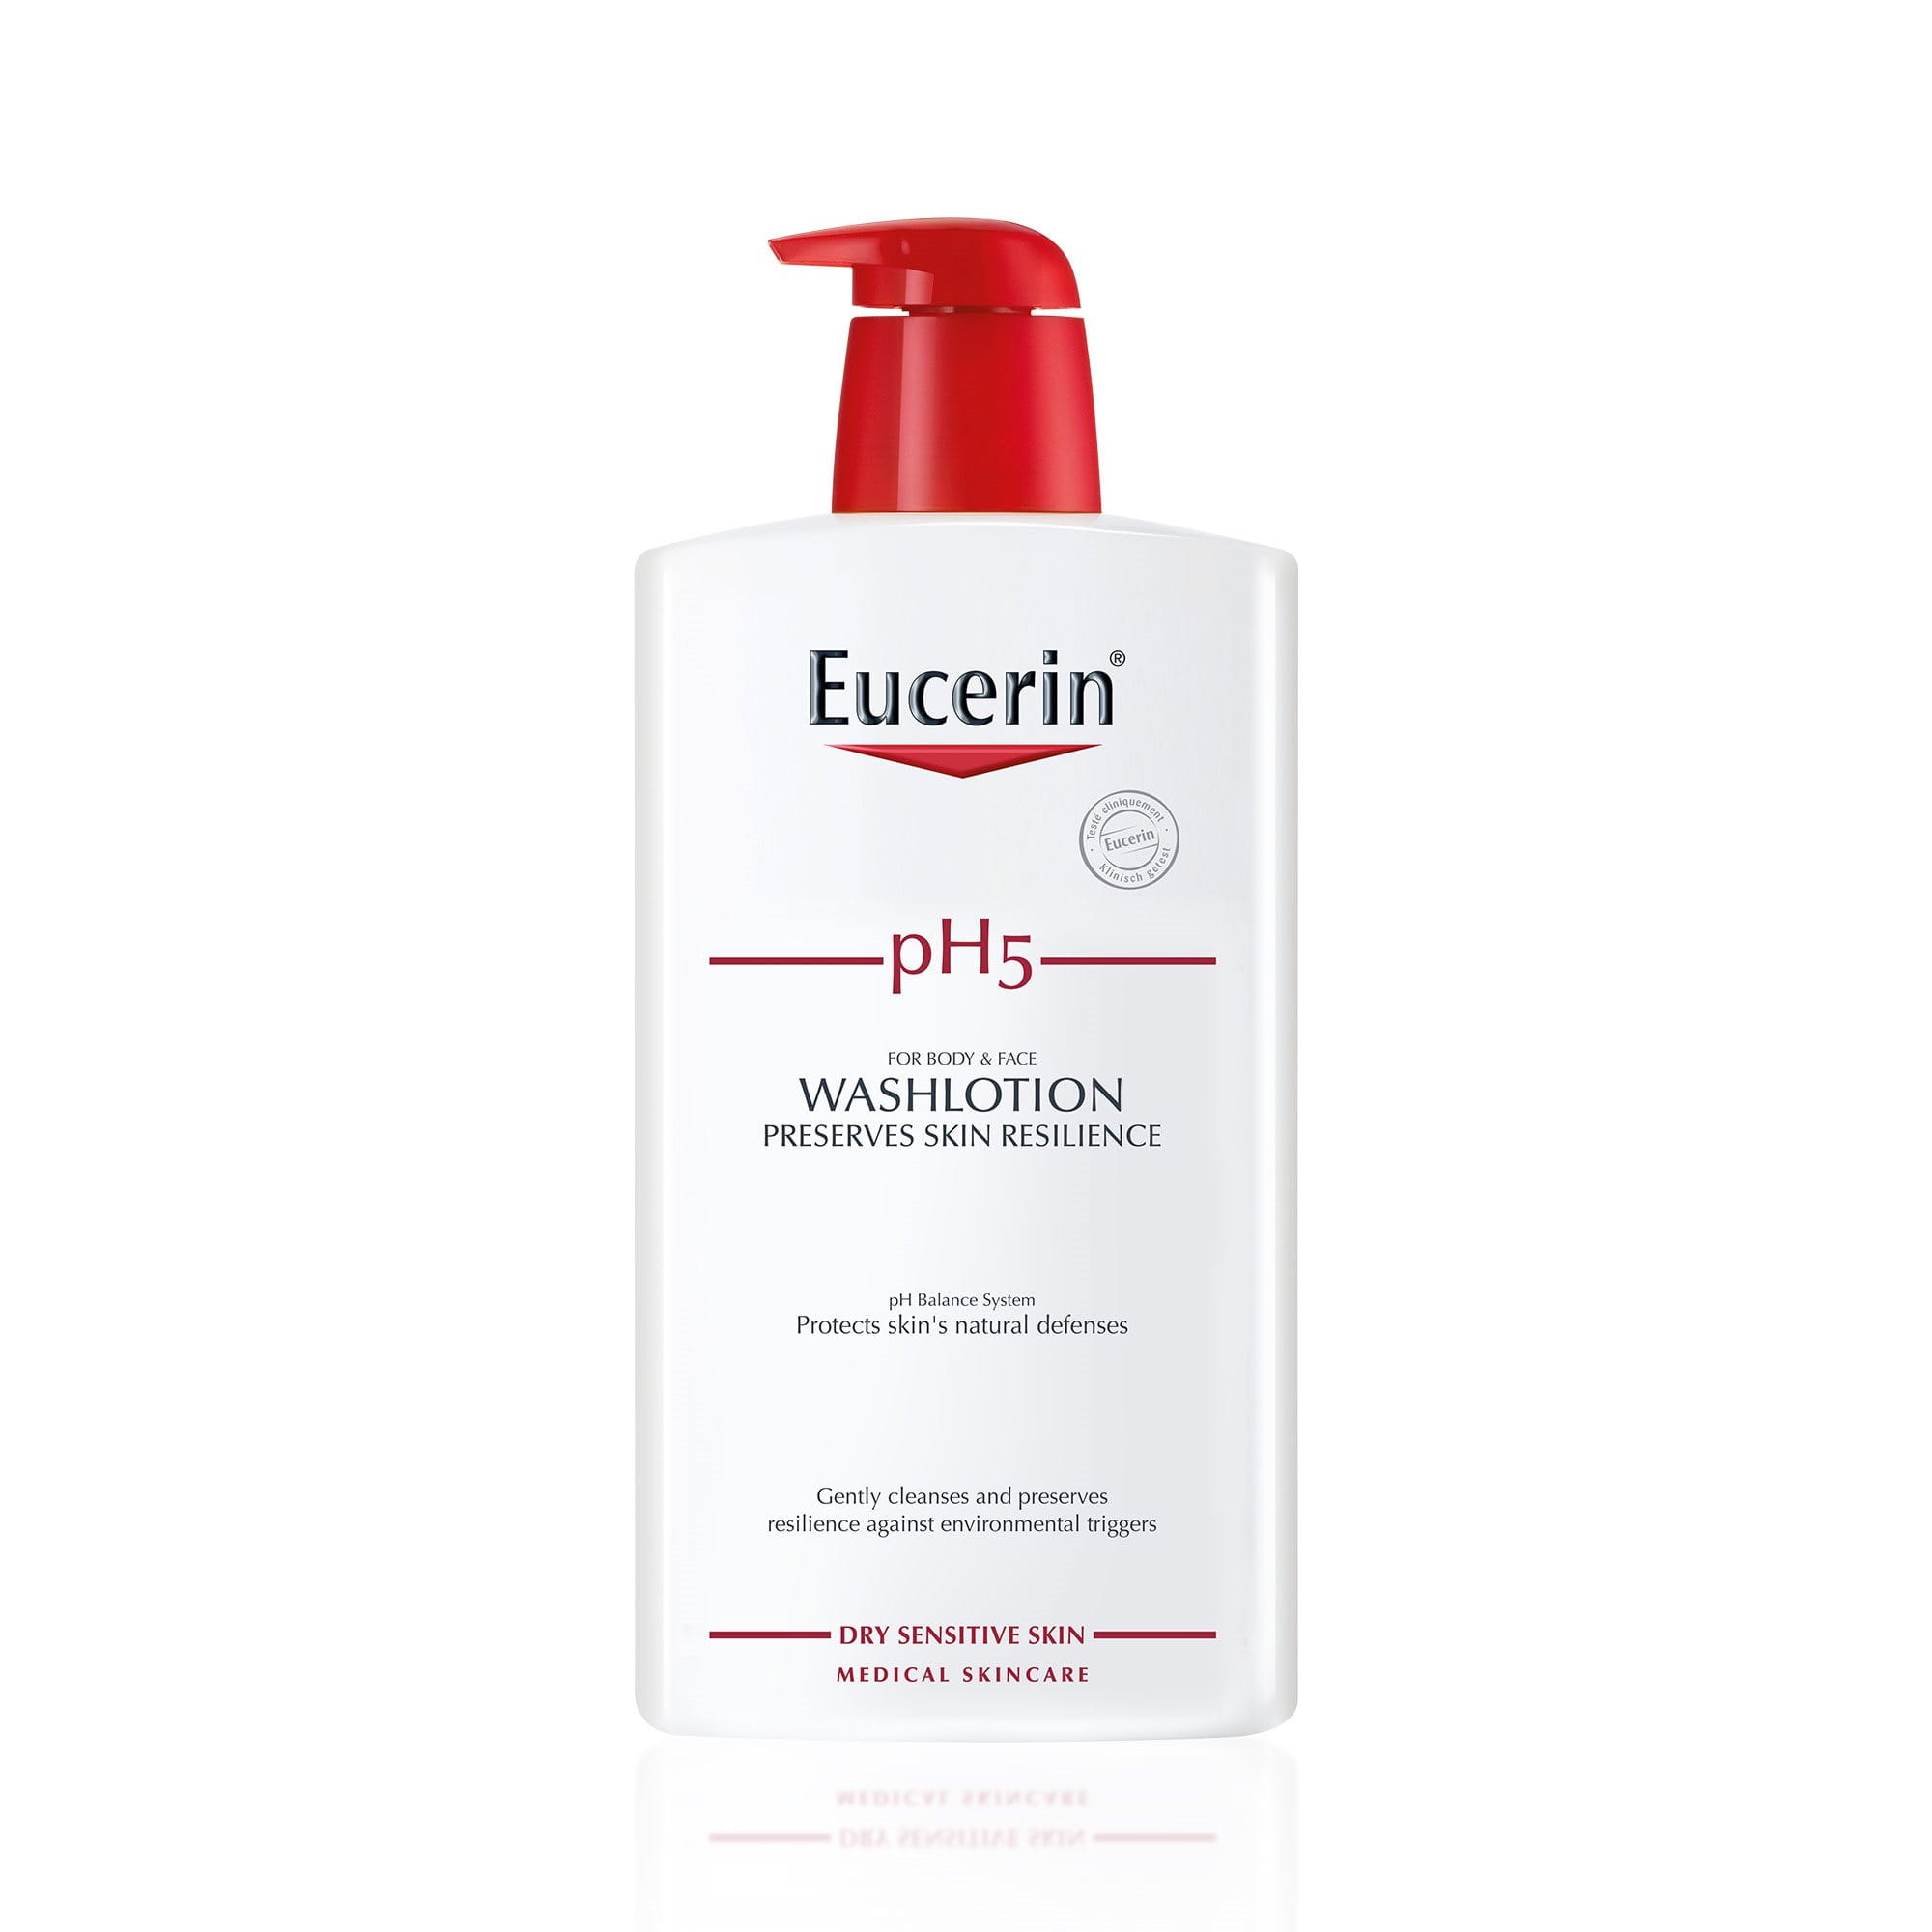 Eucerin®
Testé cliniquement
Eucerin
Klinisch getest
pH5
FOR BODY & FACE
WASHLOTION
PRESERVES SKIN RESILIENCE
pH Balance System
Protects skin's natural defenses
Gently cleanses and preserves
resilience against environmental triggers
DRY SENSITIVE SKIN
MEDICAL SKINCARE